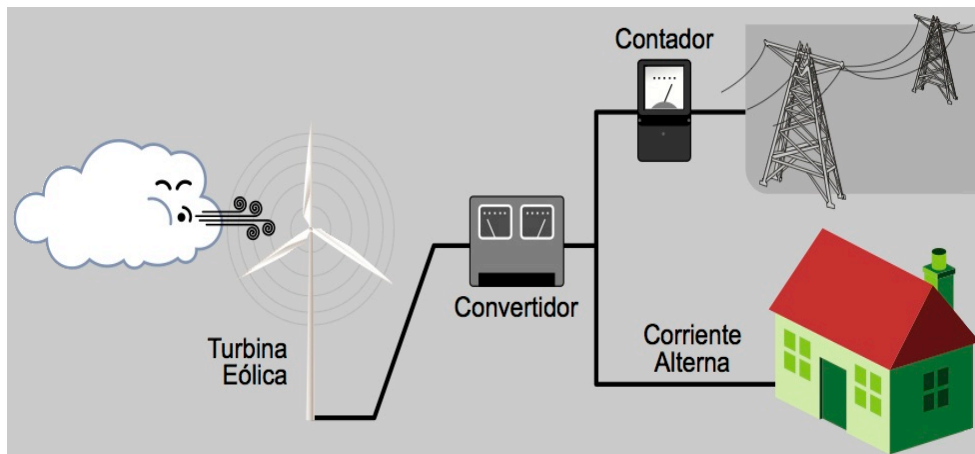 Contador
Convertidor
Turbina
Eólica
Corriente
Alterna